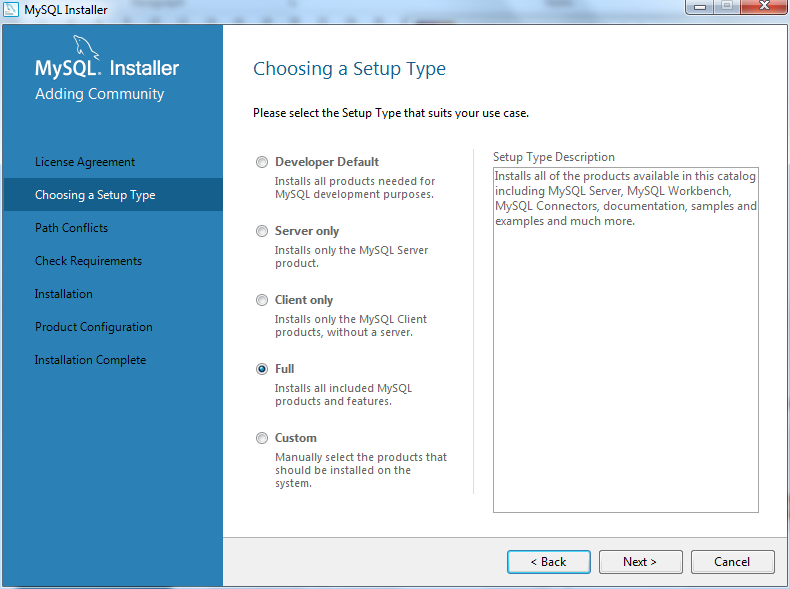 MySQL Installer
MySQL. Installer
Adding Community
License Agreement
Choosing a Setup Type
Path Conflicts
Check Requirements
Installation
Product Configuration
Installation Complete
Choosing a Setup Type
Please select the Setup Type that suits your use case.
Developer Default
Installs all products needed for
MySQL development purposes.
Server only
Installs only the MySQL Server
product.
Client only
Installs only the MySQL Client
products, without a server.
Full
Installs all included MySQL
products and features.
Custom
Manually select the products that
should be installed on the
system.
Setup Type Description
Installs all of the products available in this catalog
including MySQL Server, MySQL Workbench,
MySQL Connectors, documentation, samples and
examples and much more.
< Back
Next >
Cancel